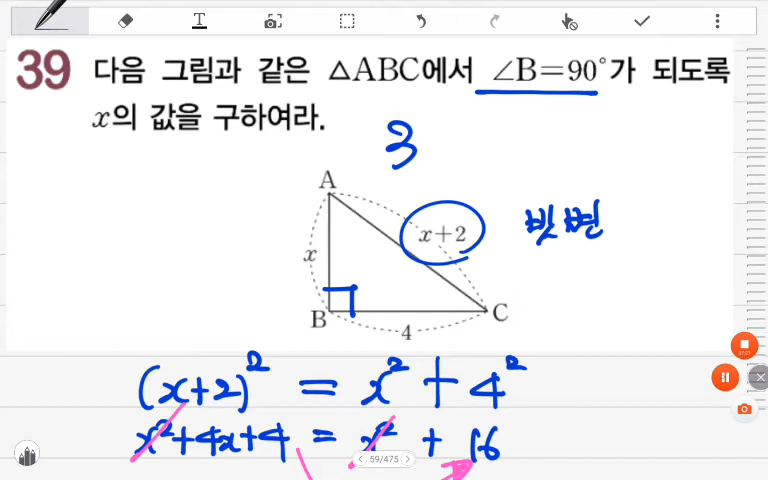 T
39 다음 그림과 같은 △ABC에서 ∠B=90°가 되도록
x의 값을 구하여라.
3
A
x+2
빗변
x
B
C
4
(x+2)² = x² + 4²
x²+4x+4 = x² + 16
59/475